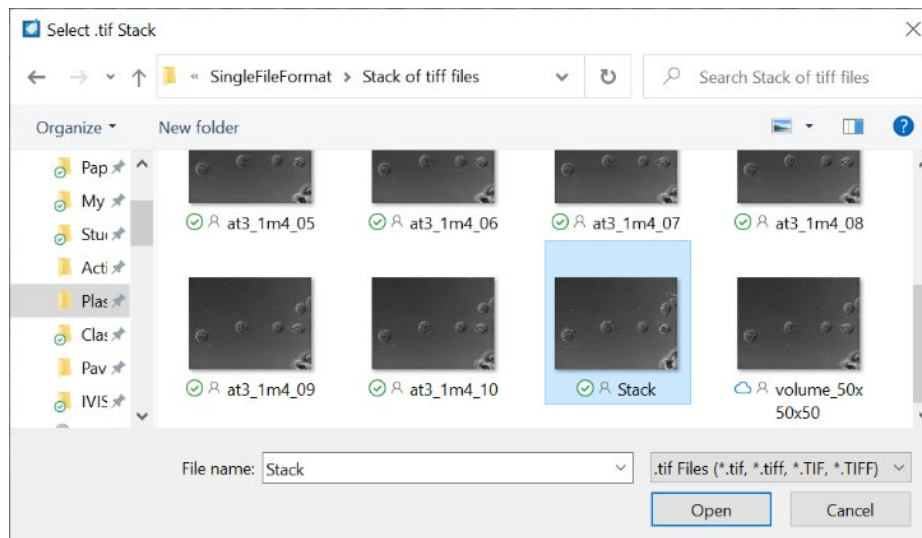 Select .tif Stack
« SingleFileFormat > Stack of tiff files
Search Stack of tiff files
Organize
New folder
Pap
My
Stu
Acti
Plas
Clas
Pav
IVIS
at3_1m4_05
at3_1m4_06
at3_1m4_07
at3_1m4_08
at3_1m4_09
at3_1m4_10
Stack
volume_50x
50x50
File name:
Stack
.tif Files (*.tif, *.tiff, *.TIF, *.TIFF)
Open
Cancel